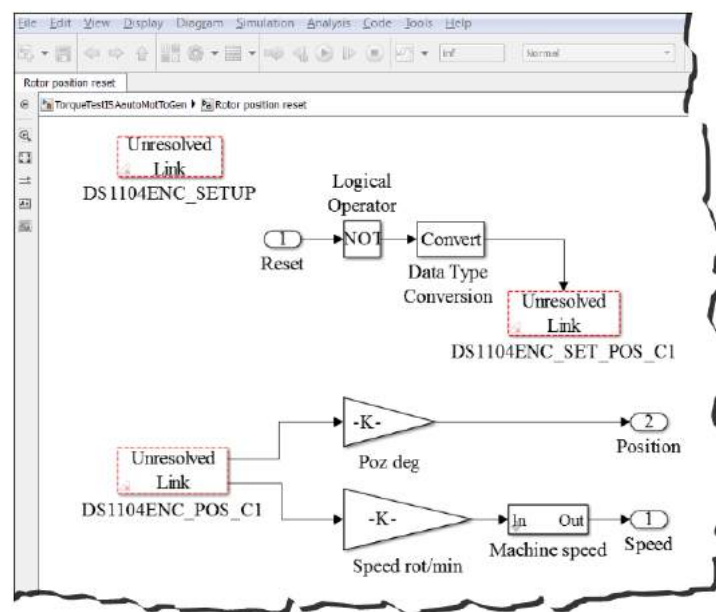 File Edit View Display Diagram Simulation Analysis Code Tools Help
Inf Normal
Rotor position reset
TorqueTestISAautoMotToGen Rotor position reset
Unresolved
Link
DS1104ENC_SETUP
Logical
Operator
1 NOT Convert
Reset
Data Type
Conversion
Unresolved
Link
DS1104ENC_SET_POS_C1
-K- 2
Position
Poz deg
Unresolved
Link
DS1104ENC_POS_C1
-K- In Out 1
Machine speed Speed
Speed rot/min